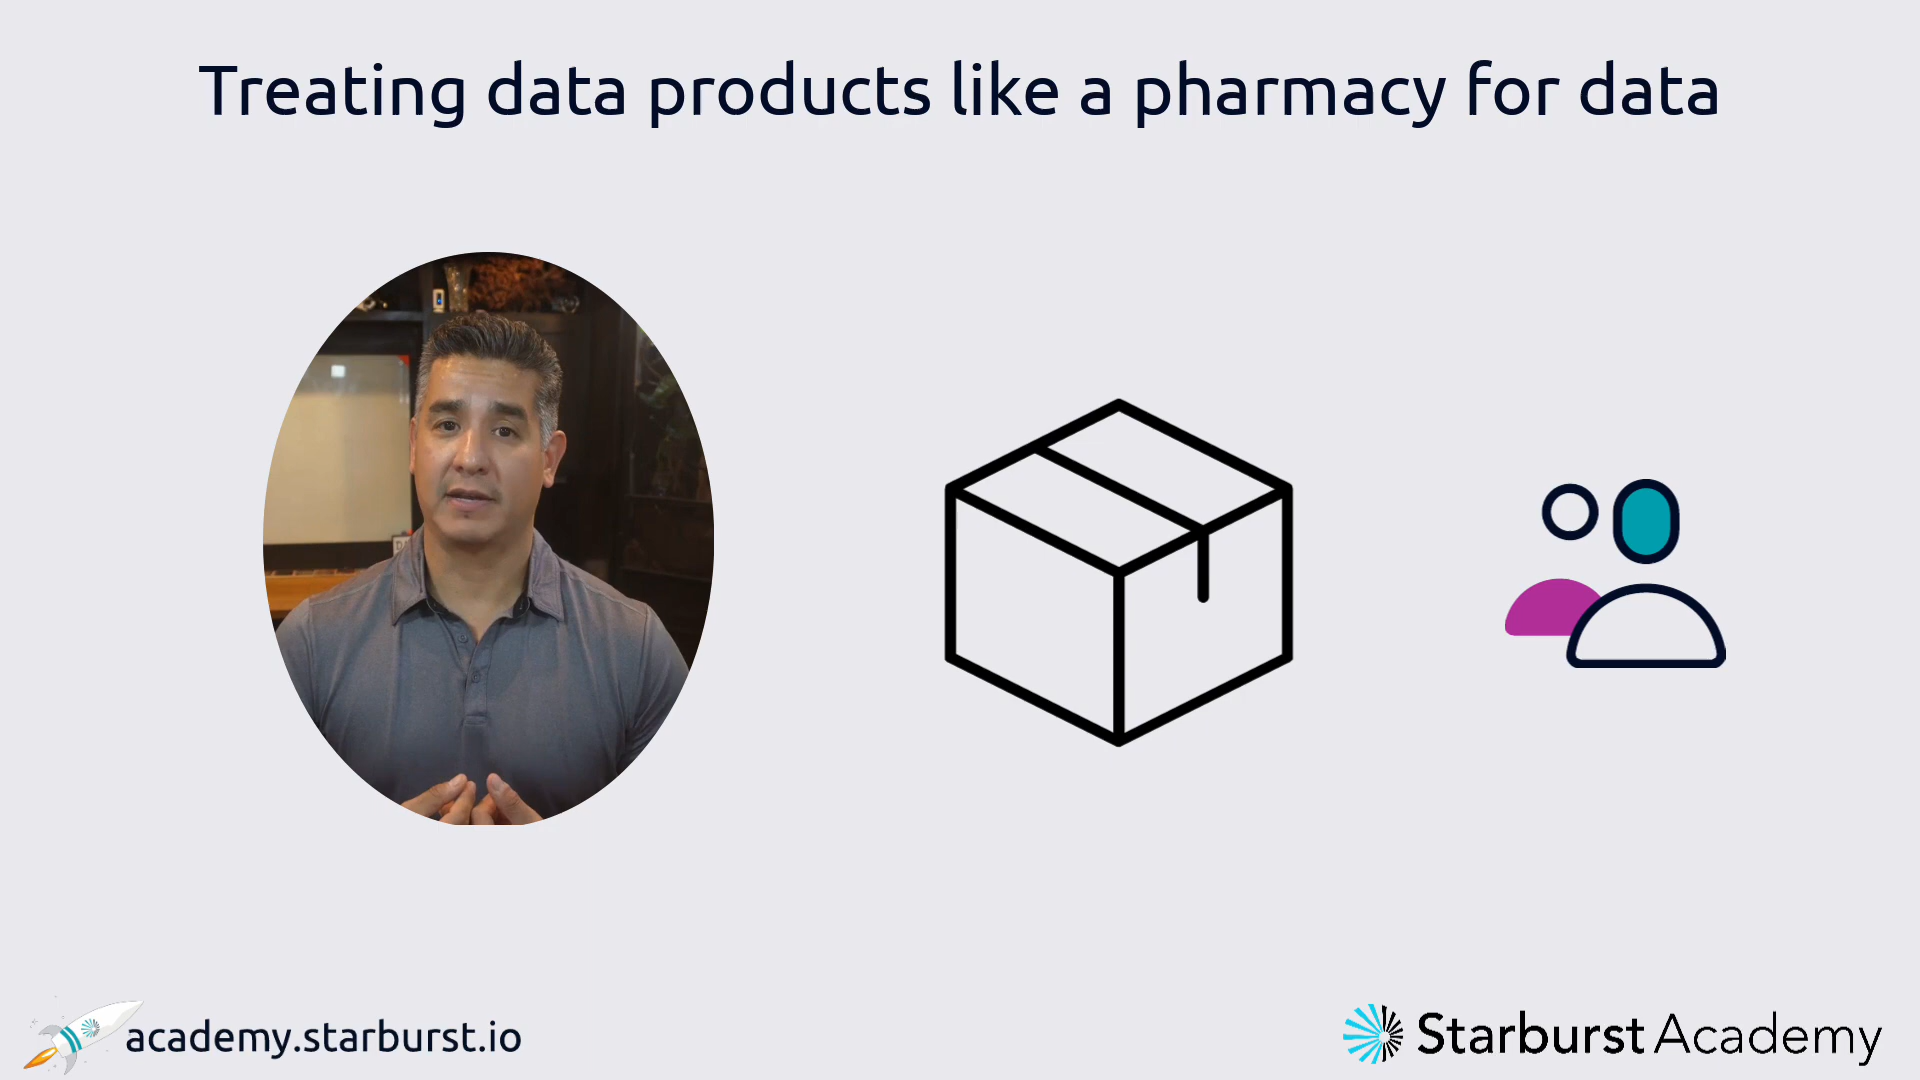 Treating data products like a pharmacy for data
academy.starburst.io
Starburst Academy